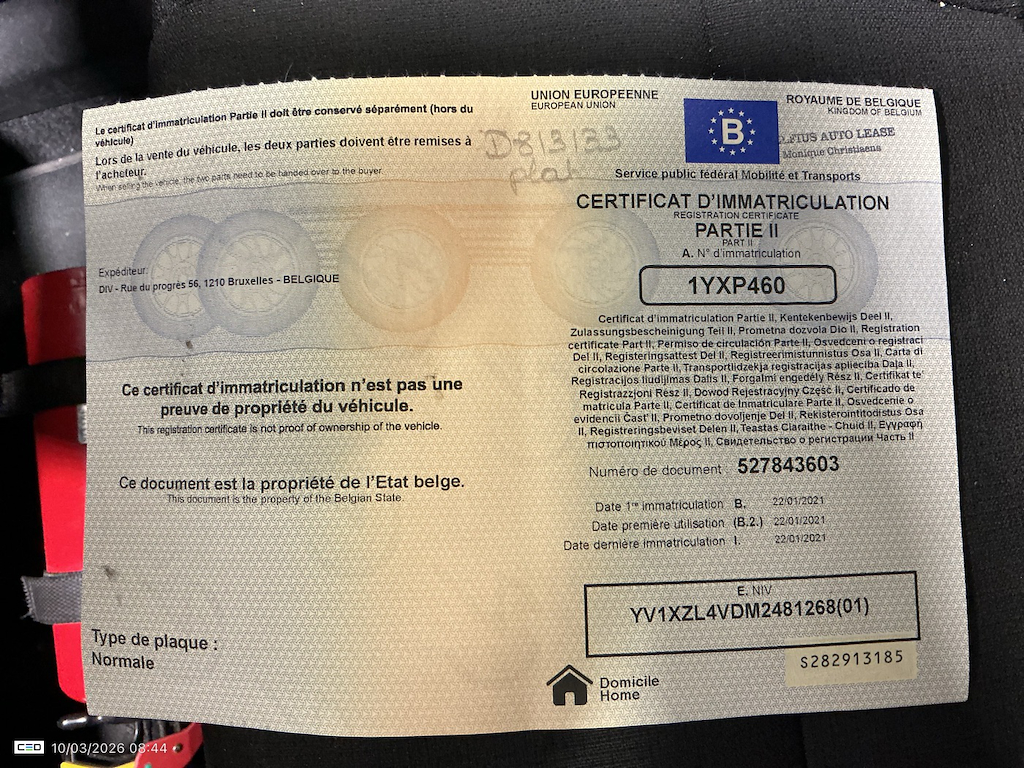 Le certificat d'immatriculation Partie II doit être conservé séparément (hors du
véhicule)
Lors de la vente du véhicule, les deux parties doivent être remises à
l'acheteur.
When selling the vehicle, the two parts need to be handed over to the buyer.
Expéditeur:
DIV - Rue du progrès 56, 1210 Bruxelles - BELGIQUE
Ce certificat d'immatriculation n'est pas une
preuve de propriété du véhicule.
This registration certificate is not proof of ownership of the vehicle.
Ce document est la propriété de l'Etat belge.
This document is the property of the Belgian State.
Type de plaque :
Normale
UNION EUROPEENNE
EUROPEAN UNION
B
ROYAUME DE BELGIQUE
KINGDOM OF BELGIUM
AUTO LEASE
Monique Christiaens
Service public fédéral Mobilité et Transports
CERTIFICAT D'IMMATRICULATION
REGISTRATION CERTIFICATE
PARTIE II
PART II
A. N° d'immatriculation
1YXP460
Certificat d'immatriculation Partie II, Kentekenbewijs Deel II,
Zulassungsbescheinigung Teil II, Prometna dozvola Dio II, Registration
certificate Part II, Permiso de circulación Parte II, Osvedceni o registraci
Del II, Registeringsattest Del II, Registreerimistunnistus Osa II, Carta di
circolazione Parte II, Transportlidzekja registracijas aplieciba Daļa II,
Registracijos liudijimas Dalis II, Forgalmi engedély Rész II, Certifikat te'
Registrazzjoni Rész II, Dowod Rejestracyjny Część II, Certificado de
matricula Parte II, Certificat de Inmatriculare Parte II, Osvedcenie o
evidencii Cast' II, Prometno dovoljenje Del II, Rekisterointitodistus Osa
II, Registreringsbeviset Delen II, Teastas Claraithe - Chuid II, Εγγραφή
πιστοποιητικού Μέρος II, Свидетельство о регистрации Часть II
Numéro de document 527843603
Date 1re immatriculation B. 22/01/2021
Date première utilisation (B.2.) 22/01/2021
Date dernière immatriculation I. 22/01/2021
E. NIV
YV1XZL4VDM2481268(01)
S282913185
Domicile
Home
10/03/2026 08:44